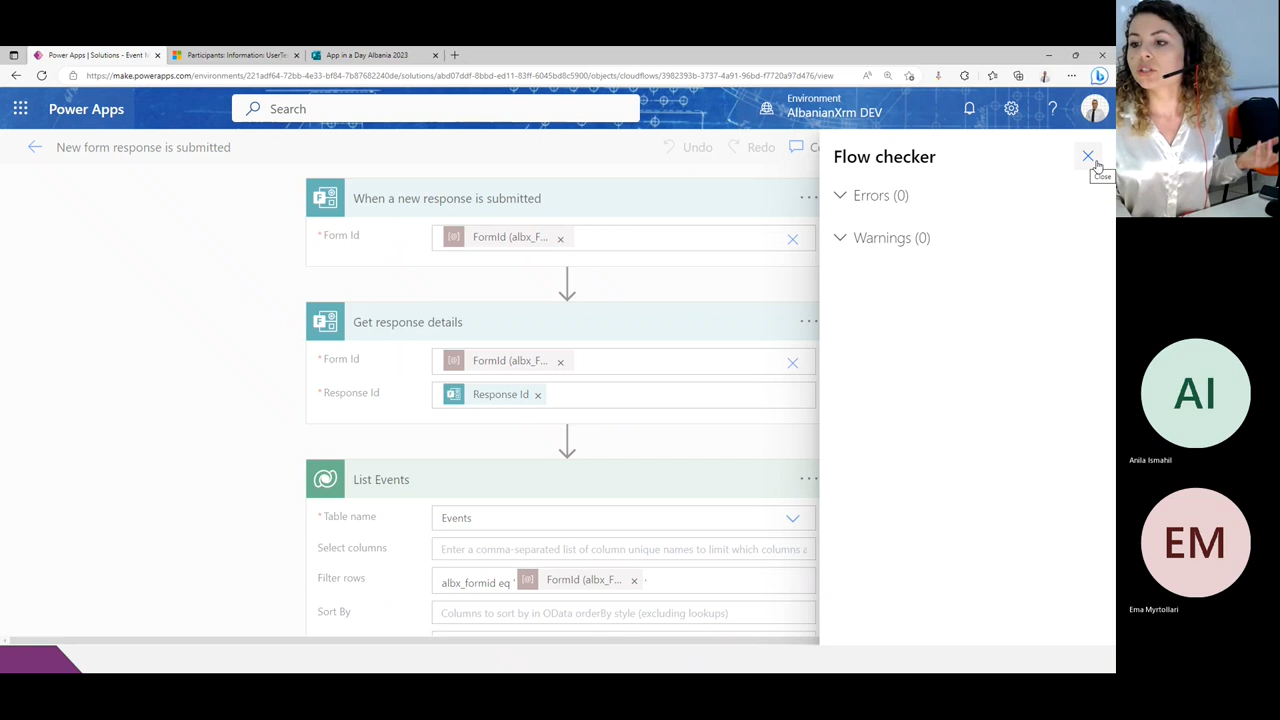 Power Apps | Solutions - Event M
Participants: Information: UserTe
App in a Day Albania 2023
https://make.powerapps.com/environments/221adf64-72bb-4e33-bf84-7b87682240de/solutions/abd07ddf-8bbd-ed11-83ff-6045bd8c5900/objects/cloudflows/3982393b-3737-4a91-96bd-f7720a97d476/view
Power Apps
Search
Environment
AlbanianXrm DEV
New form response is submitted
Undo
Redo
Flow checker
Close
Errors (0)
Warnings (0)
When a new response is submitted
* Form Id
FormId (albx_F...
Get response details
* Form Id
FormId (albx_F...
* Response Id
Response Id
List Events
* Table name
Events
Select columns
Enter a comma-separated list of column unique names to limit which columns a
Filter rows
albx_formid eq ' FormId (albx_F... '
Sort By
Columns to sort by in OData orderBy style (excluding lookups)
AI
Anila Ismahil
EM
Ema Myrtollari